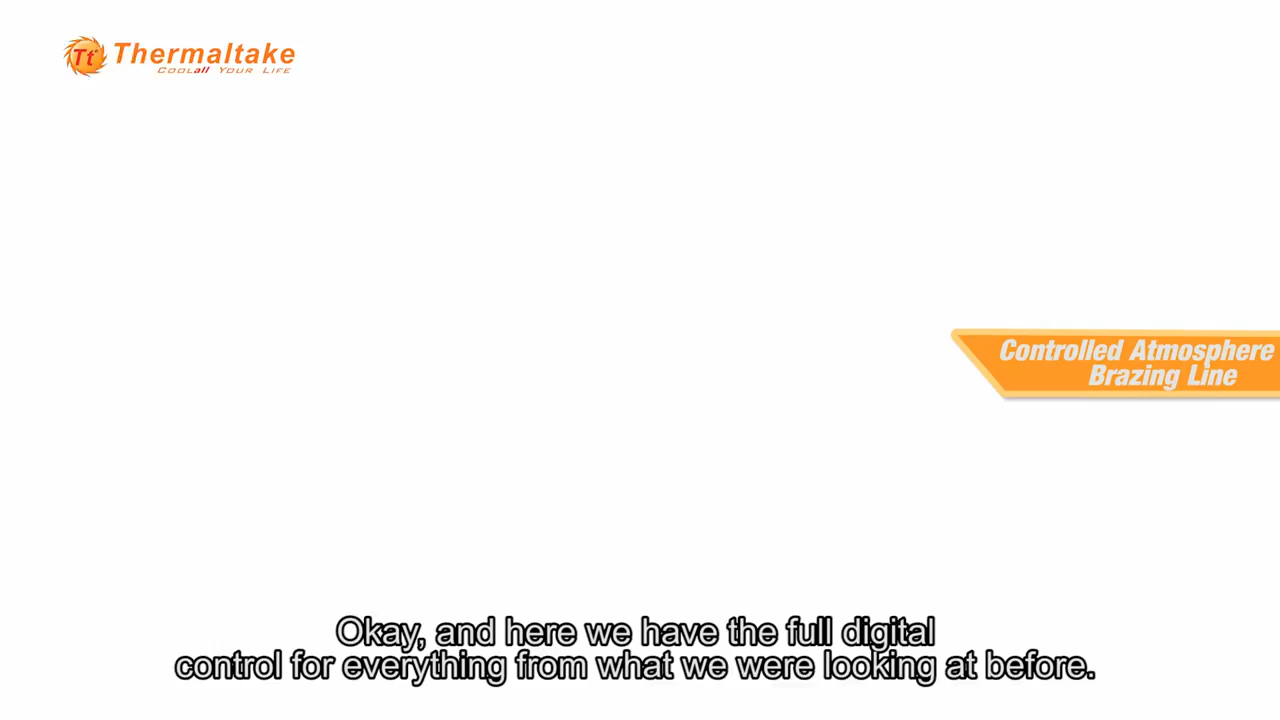 Tt Thermaltake
COOLall YOUR LIFE
Controlled Atmosphere
Brazing Line
Okay, and here we have the full digital
control for everything from what we were looking at before.